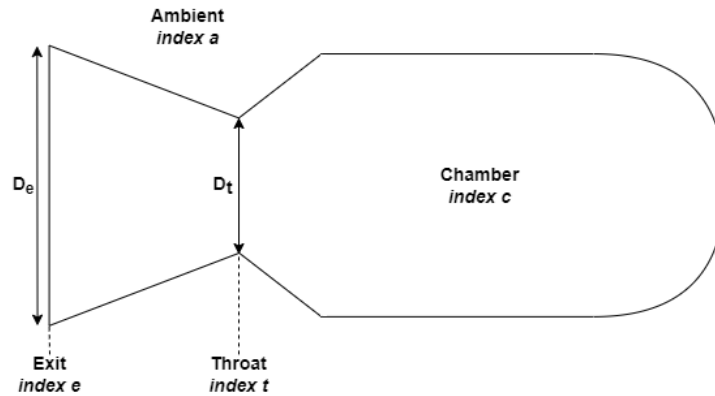 Ambient
index a
De
Dt
Chamber
index c
Exit
index e
Throat
index t